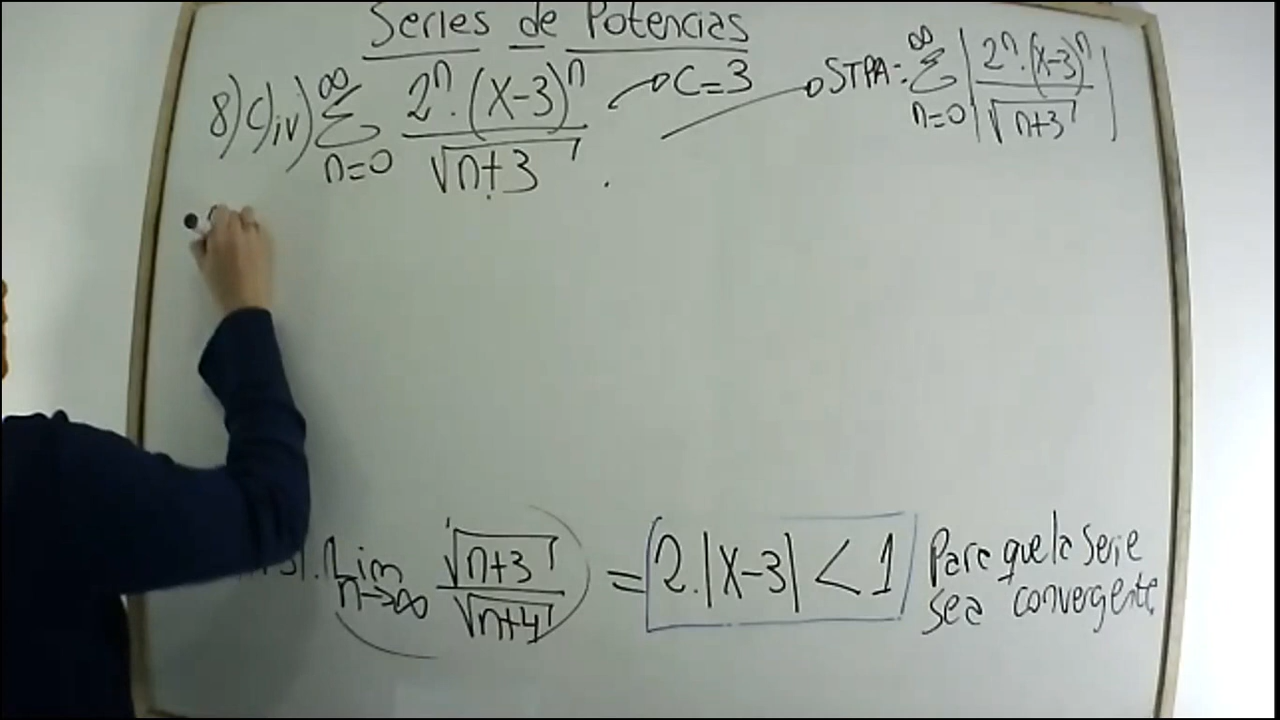 Series de Potencias
8) c) iv) ∞ Σ n=0 2^n·(x-3)^n / √n+3 → C=3
STPA: ∞ Σ n=0 |2^n·(x-3)^n / √n+3|
Lim n→∞ √n+3 / √n+4 = 2.|x-3| < 1
Para que la serie
sea convergente